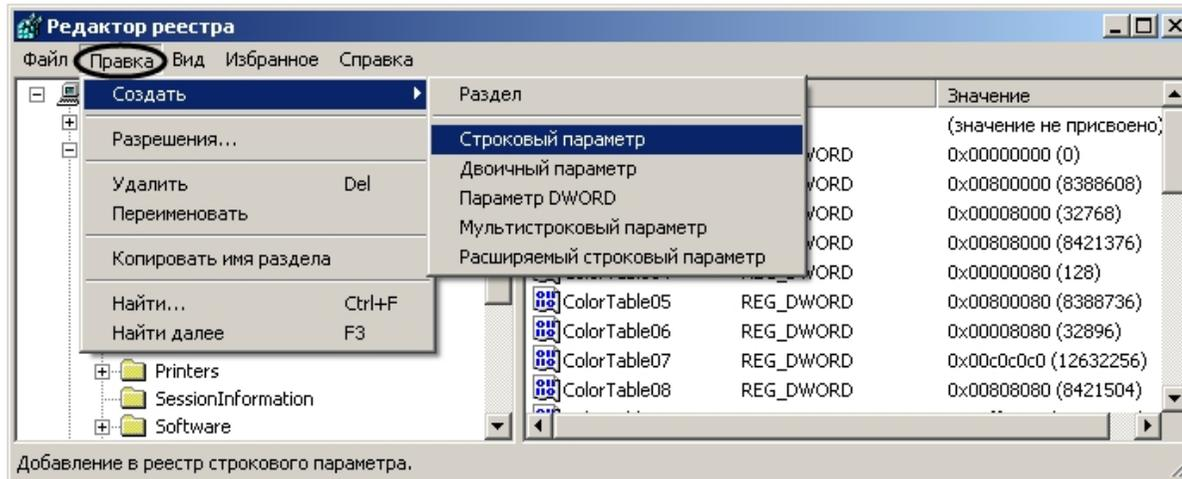 Редактор реестра
Файл Правка Вид Избранное Справка
Создать
Разрешения...
Удалить Del
Переименовать
Копировать имя раздела
Найти... Ctrl+F
Найти далее F3
Раздел
Строковый параметр
Двоичный параметр
Параметр DWORD
Мультистроковый параметр
Расширяемый строковый параметр
Значение
(значение не присвоено)
0x00000000 (0)
0x00800000 (8388608)
0x00008000 (32768)
0x00808000 (8421376)
0x00000080 (128)
ColorTable05 REG_DWORD 0x00800080 (8388736)
ColorTable06 REG_DWORD 0x00008080 (32896)
ColorTable07 REG_DWORD 0x00c0c0c0 (12632256)
ColorTable08 REG_DWORD 0x00808080 (8421504)
Printers
SessionInformation
Software
Добавление в реестр строкового параметра.